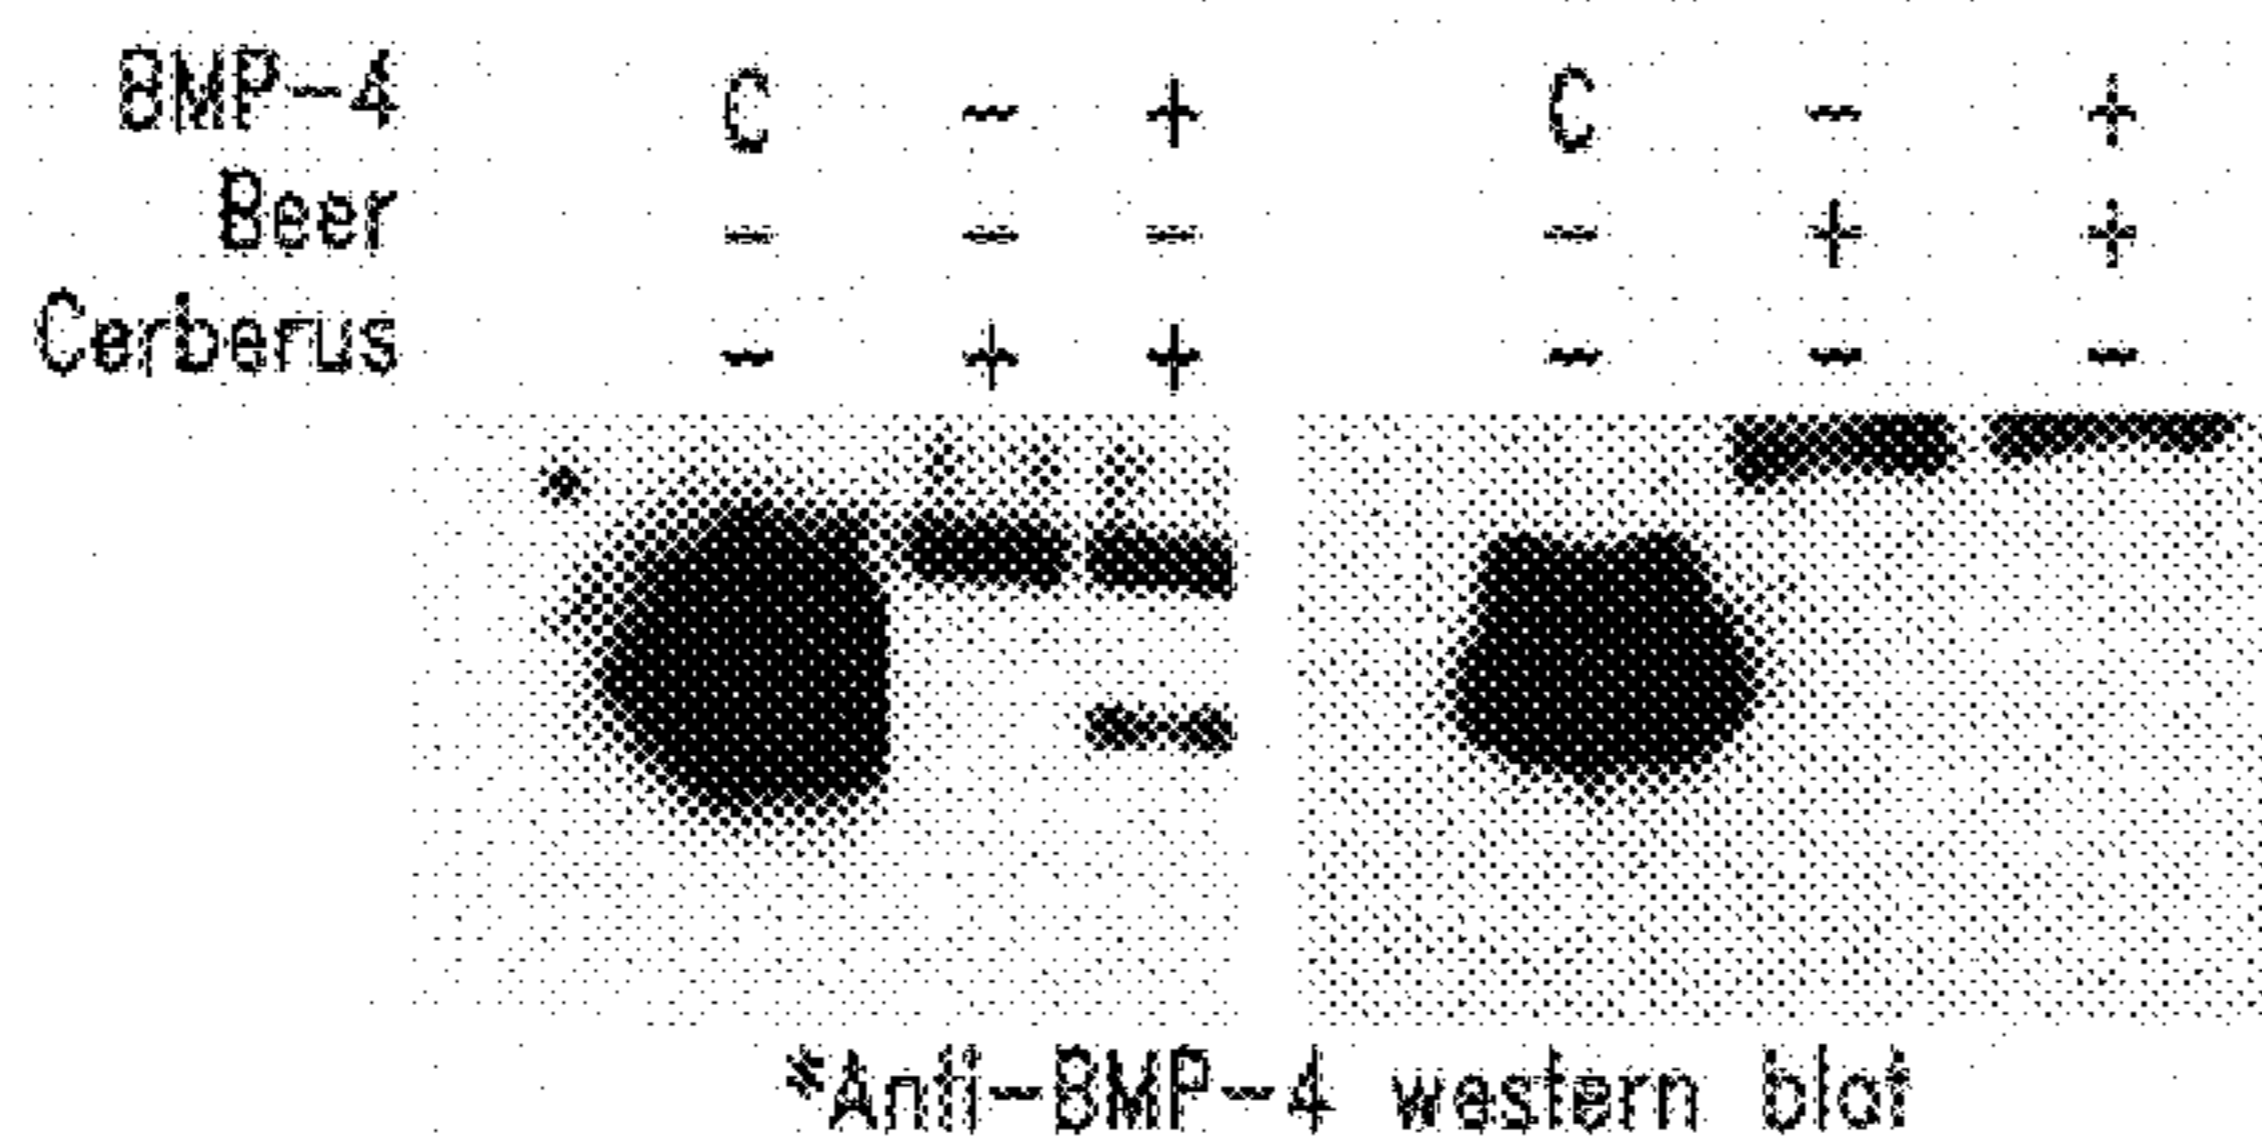 BMP-4 C - + C - +
Beer - - - - + +
Cerberus - + + - - -
*Anti-BMP-4 western blot